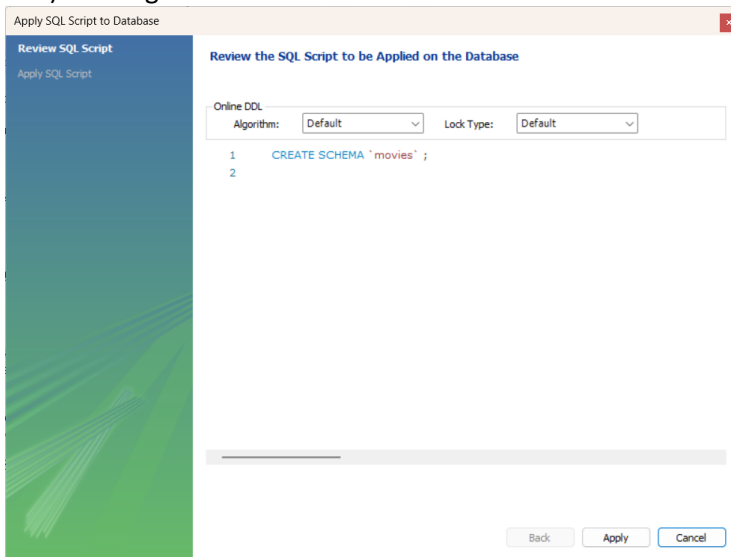 Apply SQL Script to Database
Review SQL Script
Apply SQL Script
Review the SQL Script to be Applied on the Database
Online DDL
Algorithm: Default Lock Type: Default
1 CREATE SCHEMA `movies` ;
2
Back Apply Cancel